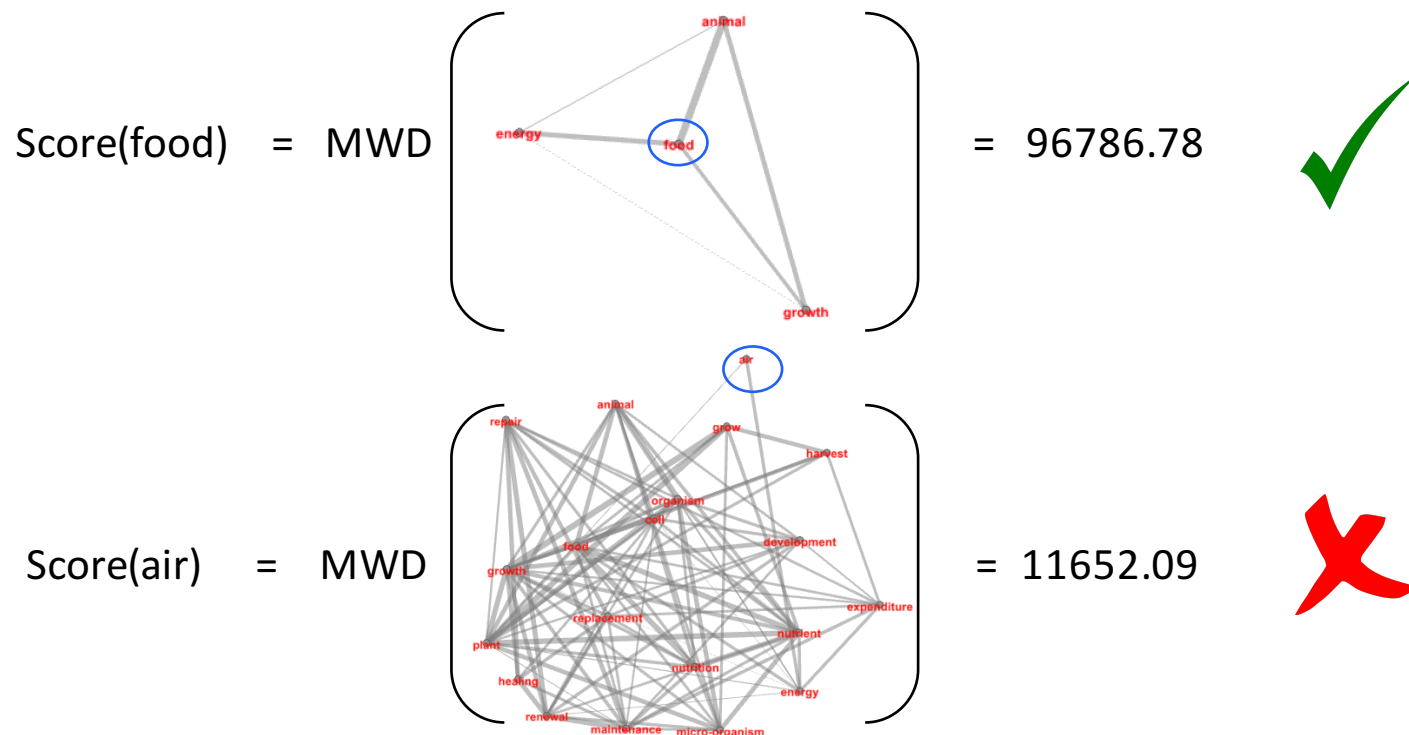 animal
Score(food) = MWD
energy
food
= 96786.78
growth
air
animal
repair
grow
harvest
organism
cell
food
development
growth
Score(air) = MWD
= 11652.09
expenditure
replacement
nutrient
plant
nutrition
healing
energy
renewal
maintenance
micro-organism